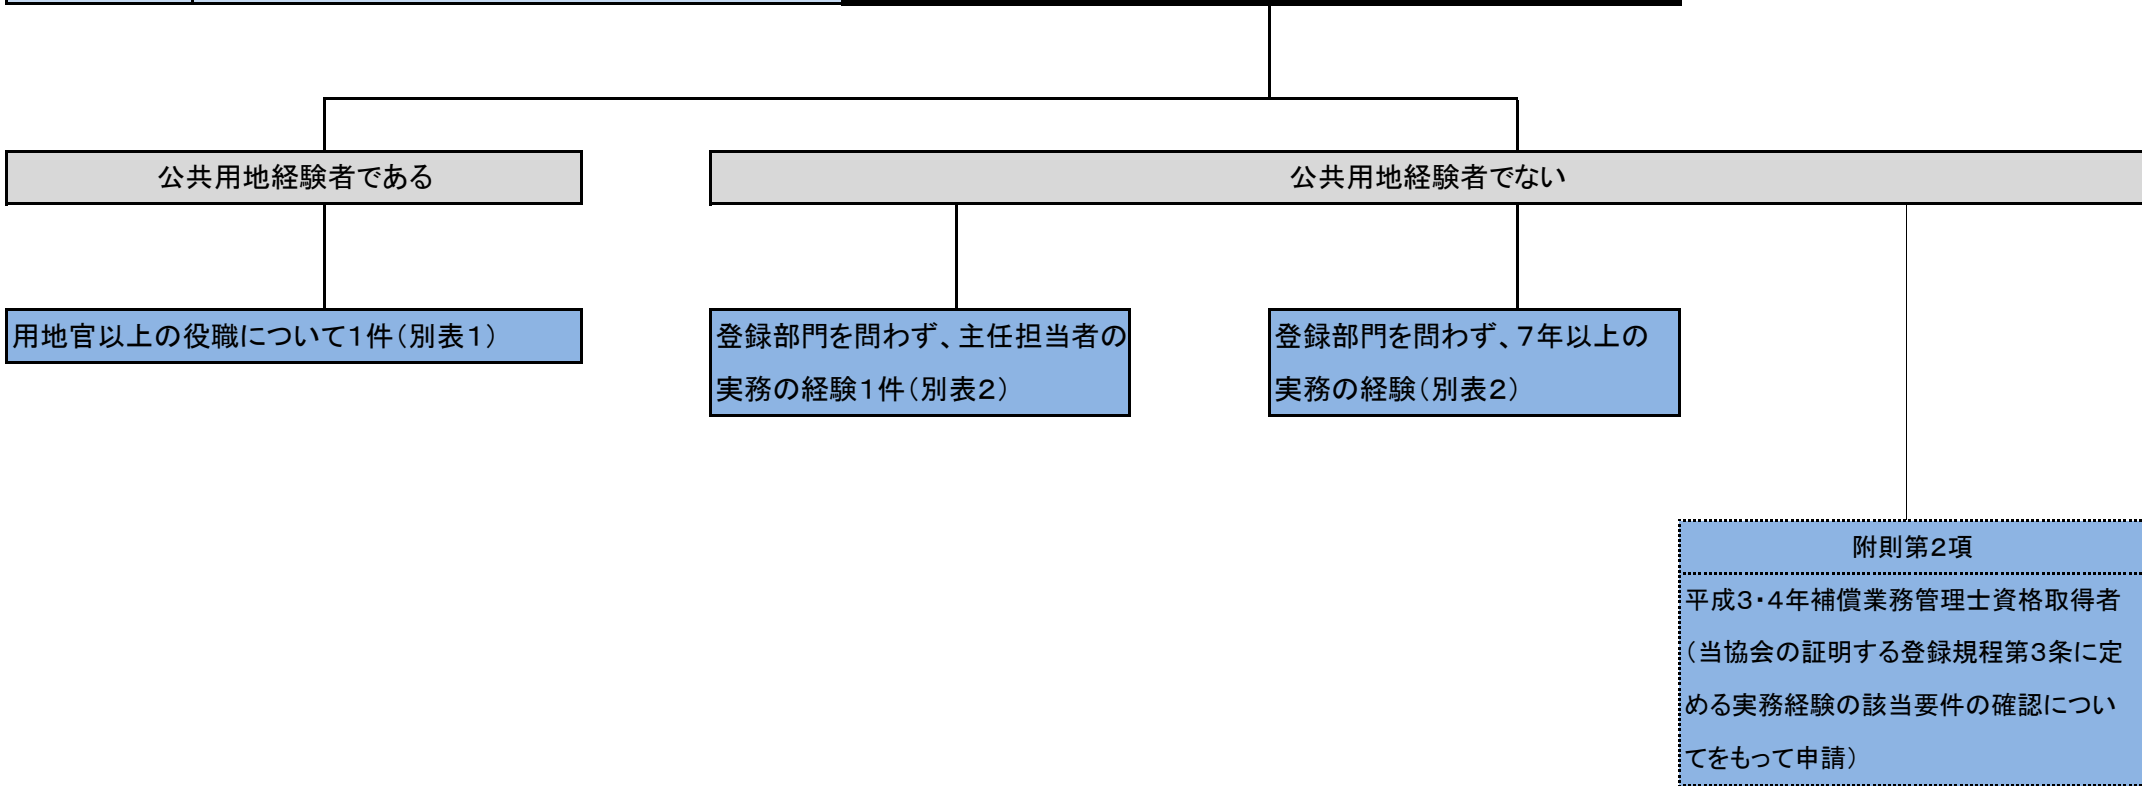 公共用地経験者である
公共用地経験者でない
用地官以上の役職について１件（別表１）
登録部門を問わず、主任担当者の
実務の経験１件（別表２）
登録部門を問わず、７年以上の
実務の経験（別表２）
附則第２項
平成３・４年補償業務管理士資格取得者
（当協会の証明する登録規程第３条に定
める実務経験の該当要件の確認につい
てをもって申請）